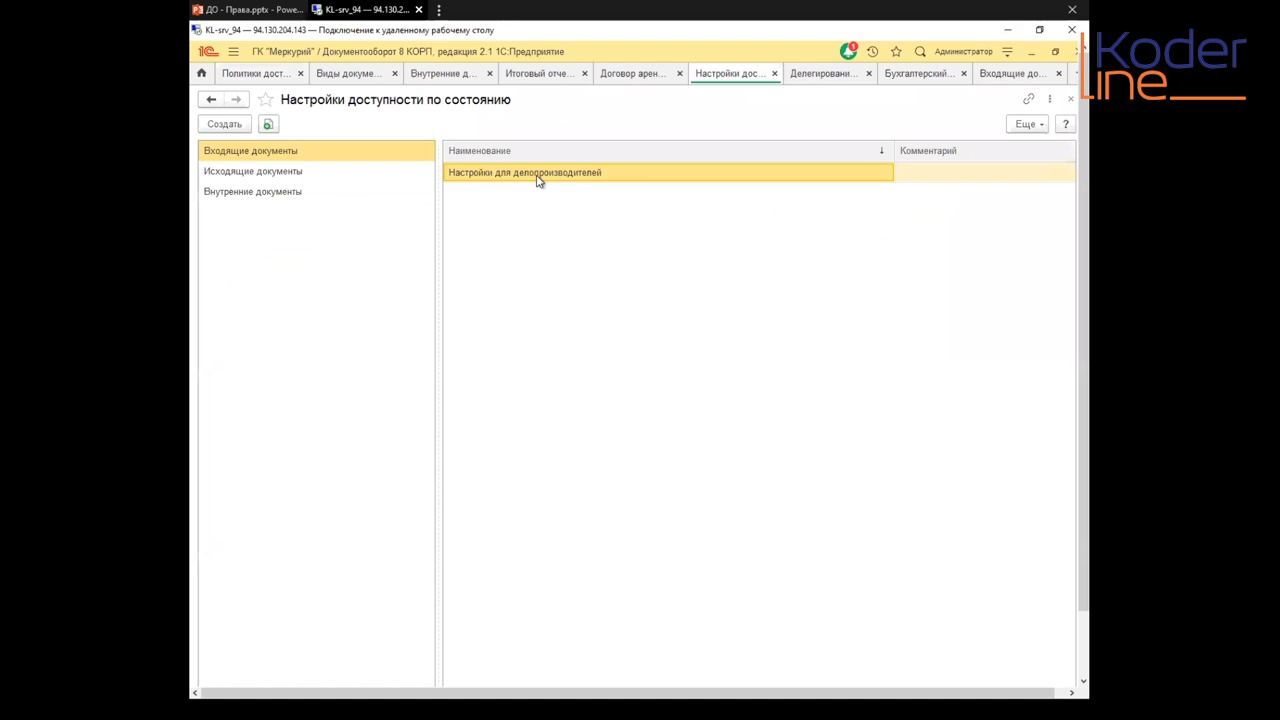 ДО - Права.pptx - Powe... KL-srv_94 — 94.130.2...
KL-srv_94 — 94.130.204.143 — Подключение к удаленному рабочему столу
1С ГК "Меркурий" / Документооборот 8 КОРП, редакция 2.1 1С:Предприятие 1 Администратор
Политики дост... Виды докуме... Внутренние д... Итоговый отче... Договор арен... Настройки дос... Делегировани... Бухгалтерский... Входящие до...
Настройки доступности по состоянию
Создать Еще ?
Входящие документы
Исходящие документы
Внутренние документы
Наименование Комментарий
Настройки для делопроизводителей
Koder
line